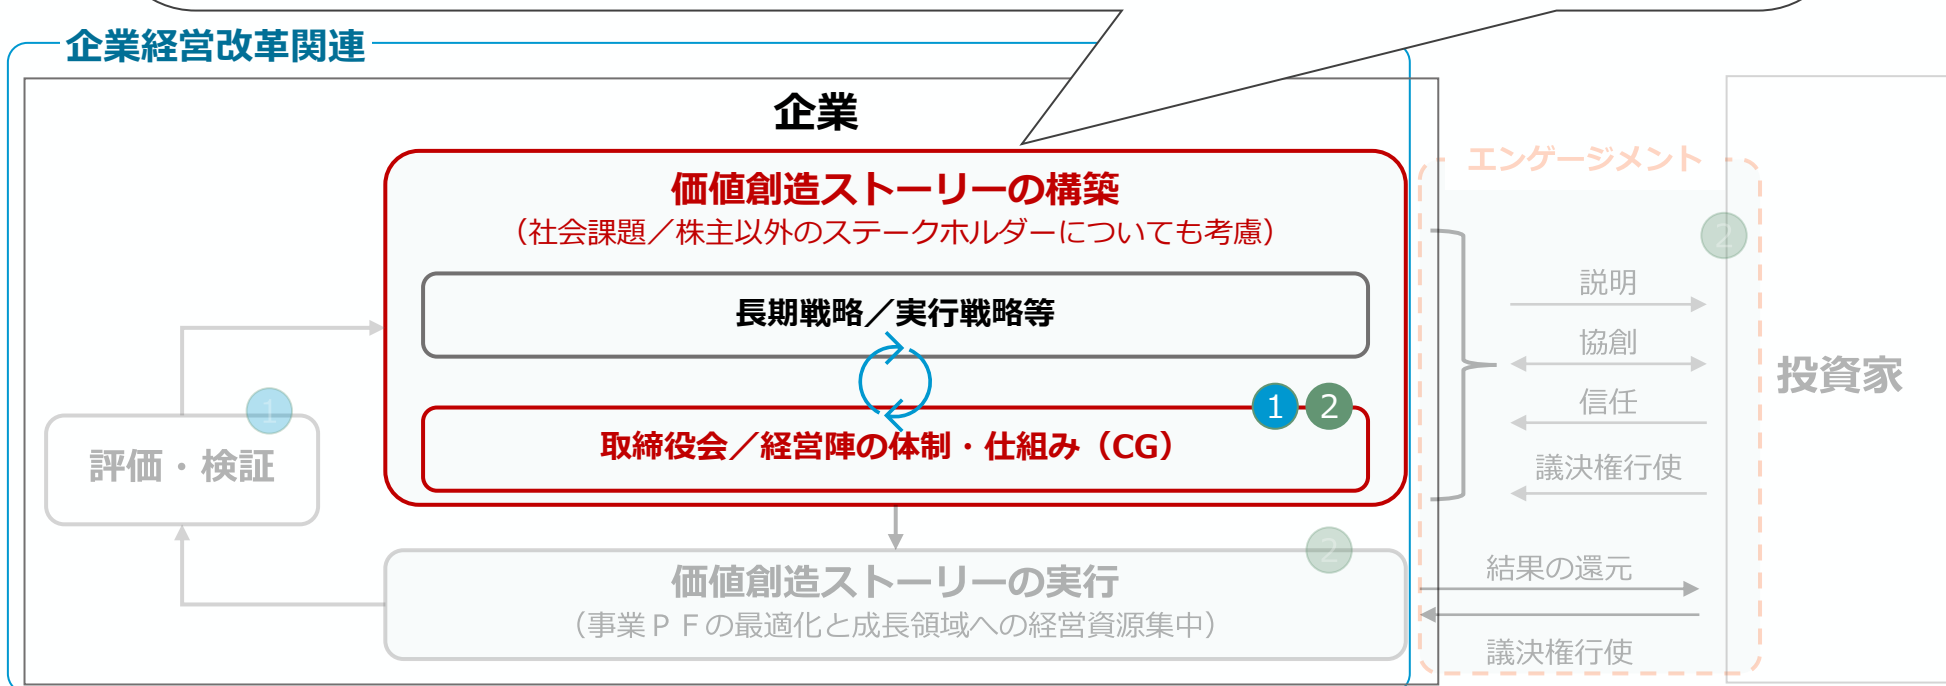 企業経営改革関連
企業
価値創造ストーリーの構築
（社会課題／株主以外のステークホルダーについても考慮）
長期戦略／実行戦略等
1 2
取締役会／経営陣の体制・仕組み（CG）
1
評価・検証
2
価値創造ストーリーの実行
（事業ＰＦの最適化と成長領域への経営資源集中）
エンゲージメント
2
説明
協創
信任
議決権行使
結果の還元
議決権行使
投資家